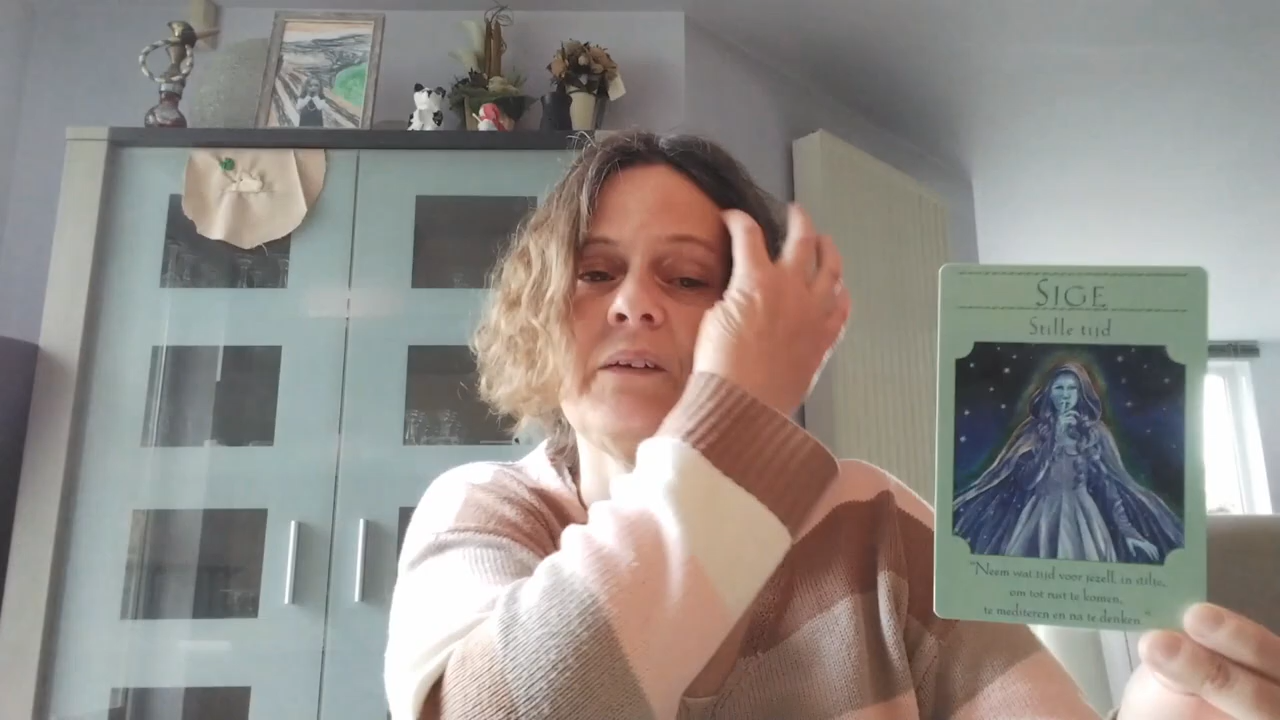 SIGE
Stille tijd
"Neem wat tijd voor jezelf, in stilte,
om tot rust te komen,
te mediteren en na te denken."